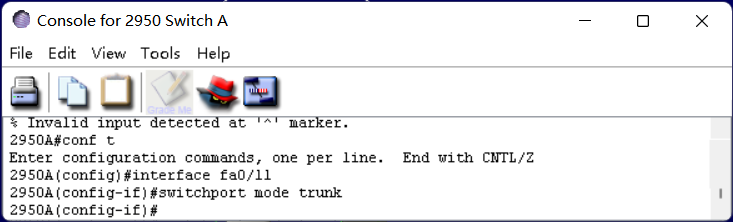 Console for 2950 Switch A
File Edit View Tools Help
Grade Me
% Invalid input detected at '^' marker.
2950A#conf t
Enter configuration commands, one per line.  End with CNTL/Z
2950A(config)#interface fa0/11
2950A(config-if)#switchport mode trunk
2950A(config-if)#